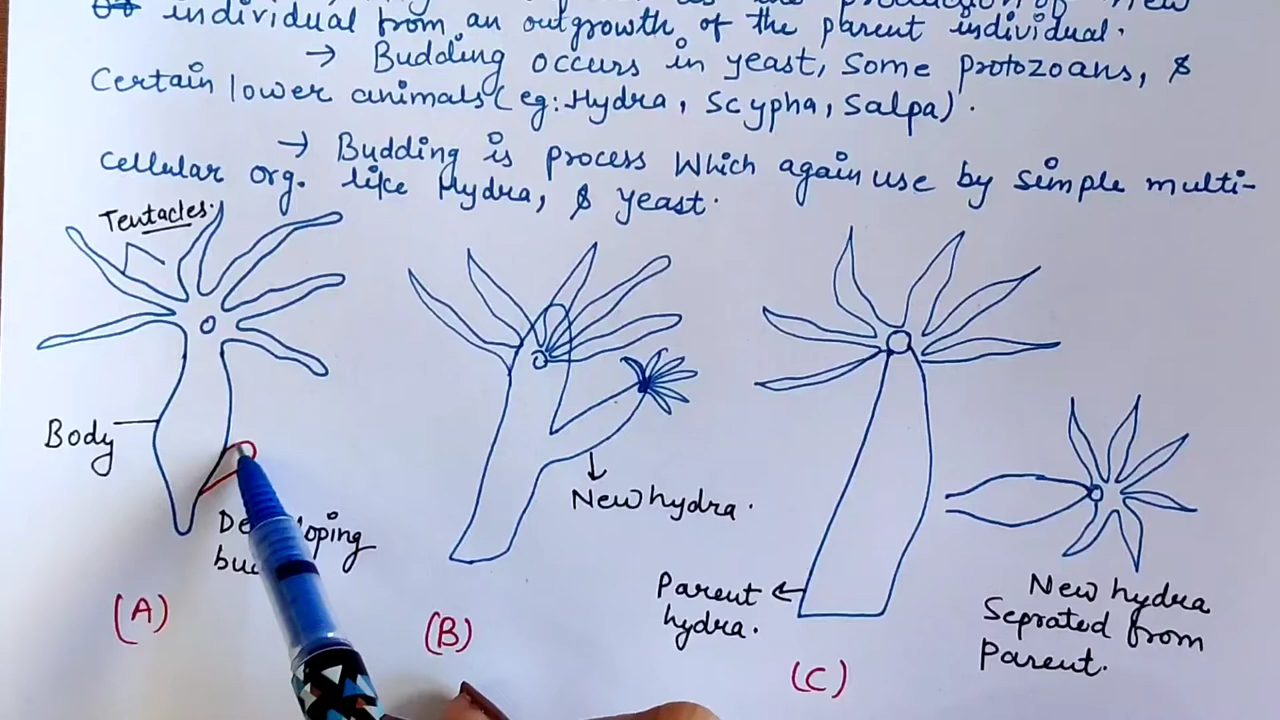 individual from an outgrowth of the parent individual.
→ Budding occurs in yeast, some protozoans, &
Certain lower animals (eg: Hydra, Scypha, Salpa).
→ Budding is process which again use by simple multi-
cellular org. like Hydra, & yeast.
Tentacles.
Body
New hydra.
Parent
hydra.
New hydra
Seprated from
Parent.
(A)
(B)
(C)